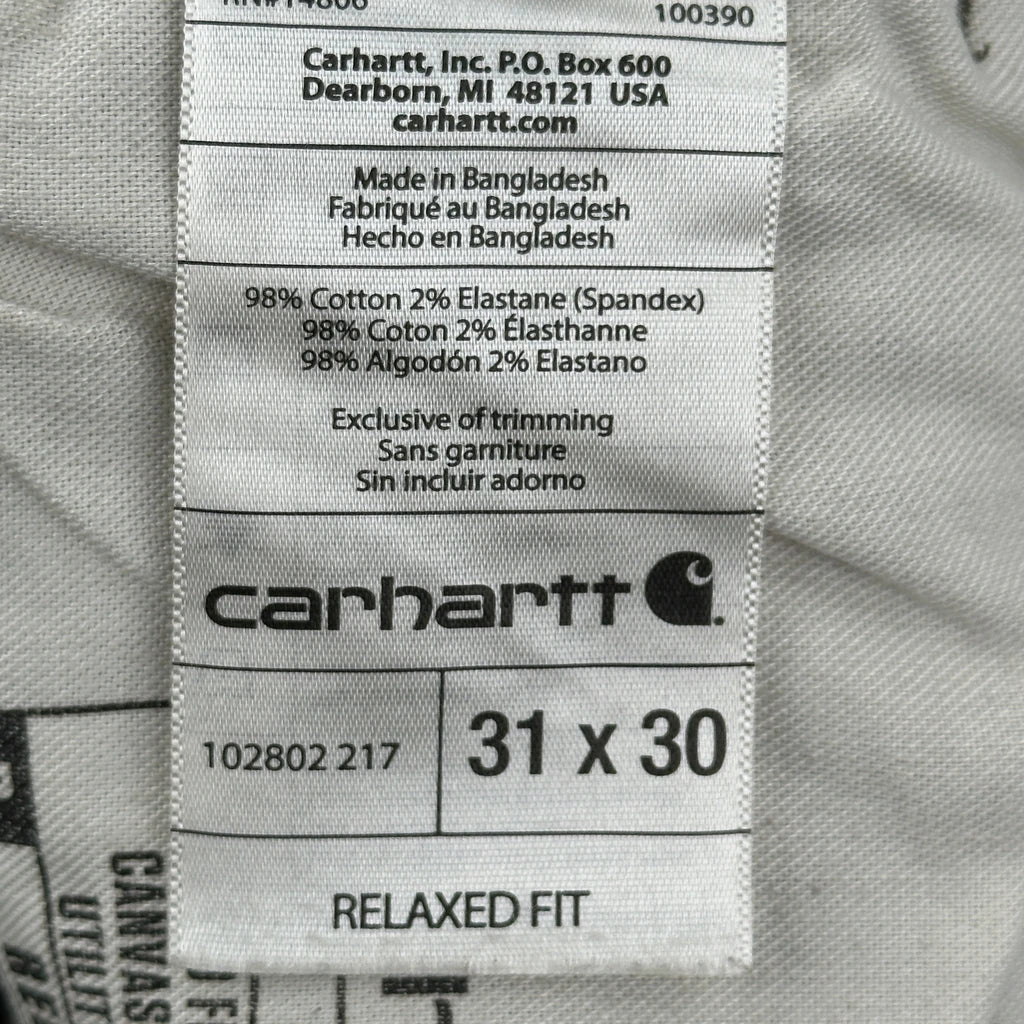 RN#14806
100390
Carhartt, Inc. P.O. Box 600
Dearborn, MI 48121 USA
carhartt.com
Made in Bangladesh
Fabriqué au Bangladesh
Hecho en Bangladesh
98% Cotton 2% Elastane (Spandex)
98% Coton 2% Élasthanne
98% Algodón 2% Elastano
Exclusive of trimming
Sans garniture
Sin incluir adorno
carhartt
102802 217
31 x 30
RELAXED FIT
CANVAS